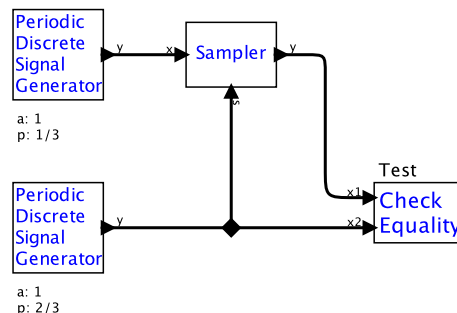 Periodic
Discrete
Signal
Generator
y
a: 1
p: 1/3
x
Sampler
y
s
Periodic
Discrete
Signal
Generator
y
a: 1
p: 2/3
Test
x1
x2
Check
Equality